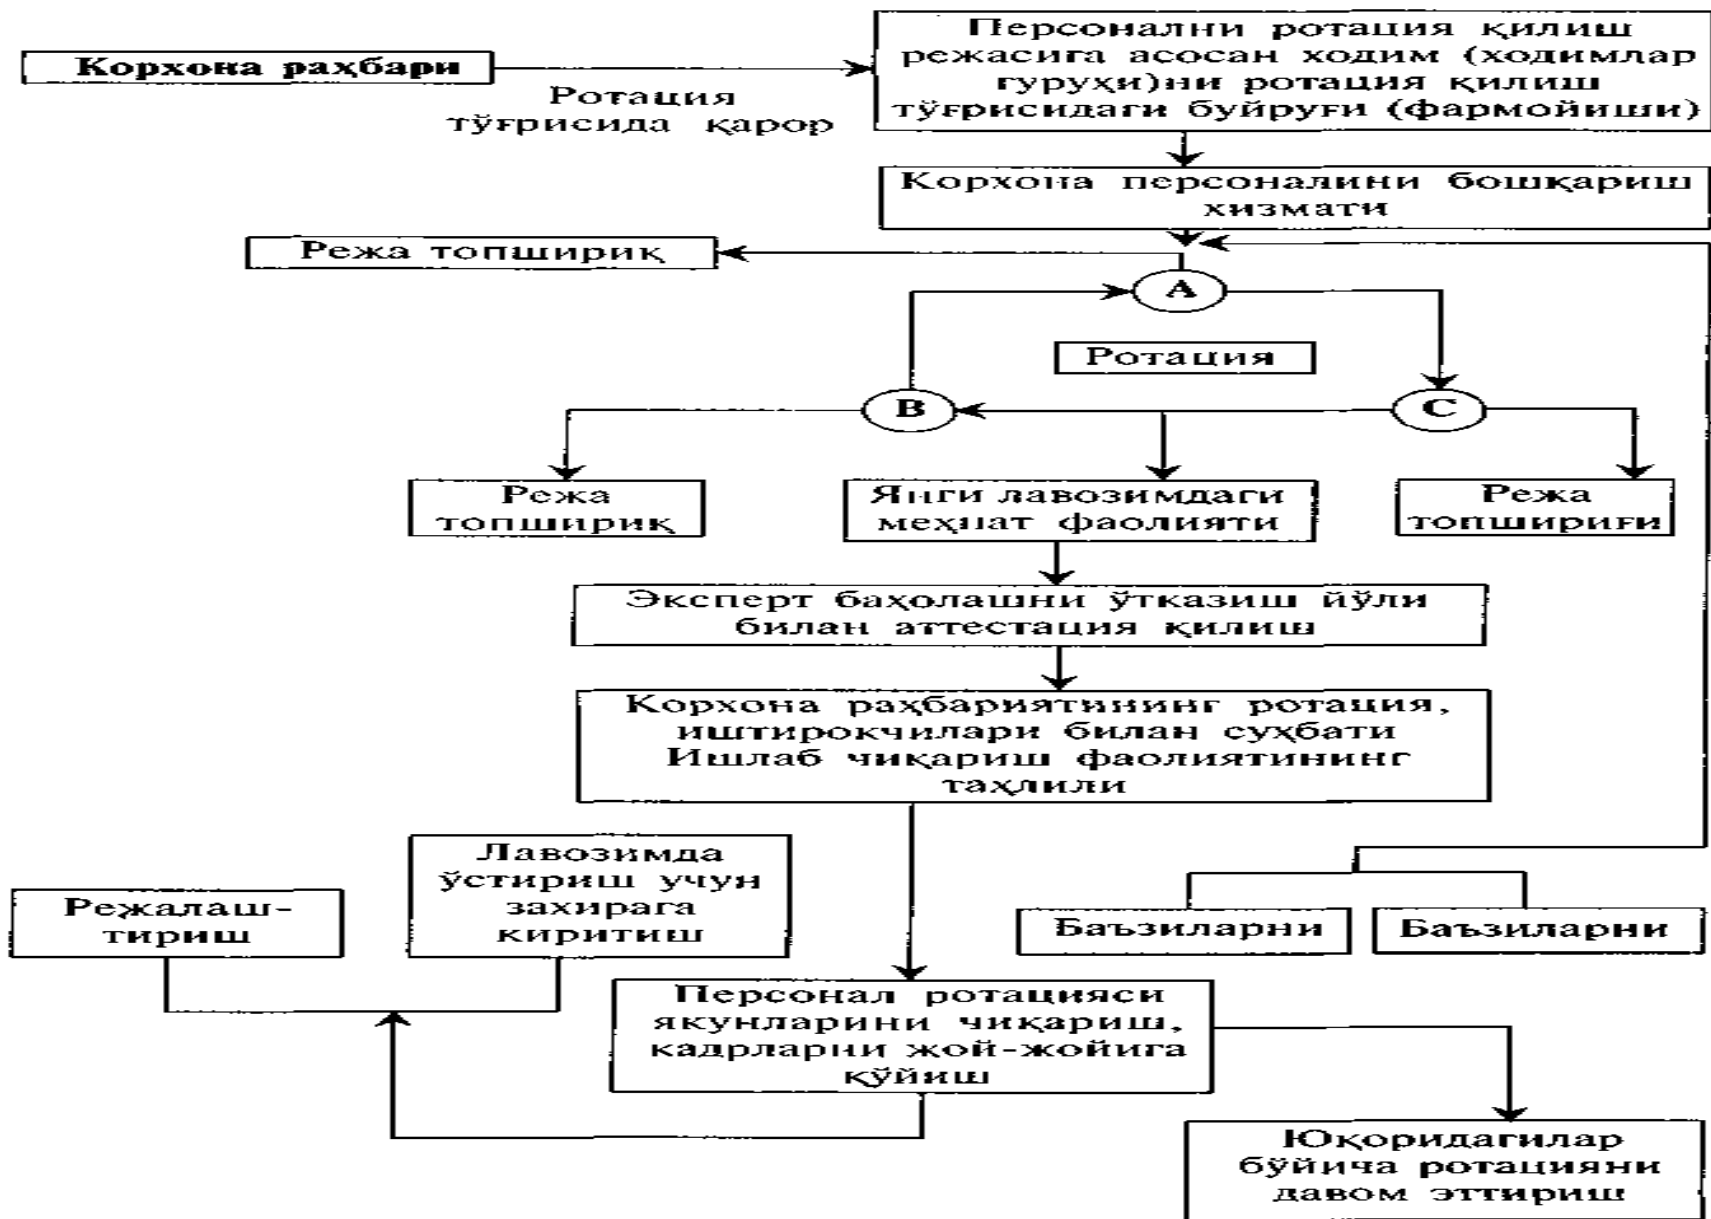 Корхона раҳбари
Ротация
тўғрисида қарор
Персонални ротация қилиш
режасига асосан ходим (ходимлар
гуруҳи)ни ротация қилиш
тўғрисидаги буйруғи (фармойиши)
Корхона персоналини бошқариш
хизмати
Режа топшириқ
А
Ротация
В
С
Режа
топшириқ
Янги лавозимдаги
меҳнат фаолияти
Режа
топшириғи
Эксперт баҳолашни ўтказиш йўли
билан аттестация қилиш
Корхона раҳбариятининг ротация,
иштирокчилари билан суҳбати
Ишлаб чиқариш фаолиятининг
таҳлили
Режалаш-
тириш
Лавозимда
ўстириш учун
захирага
киритиш
Баъзиларни
Баъзиларни
Персонал ротацияси
якунларини чиқариш,
кадрларни жой-жойига
қўйиш
Юқоридагилар
бўйича ротацияни
давом эттириш